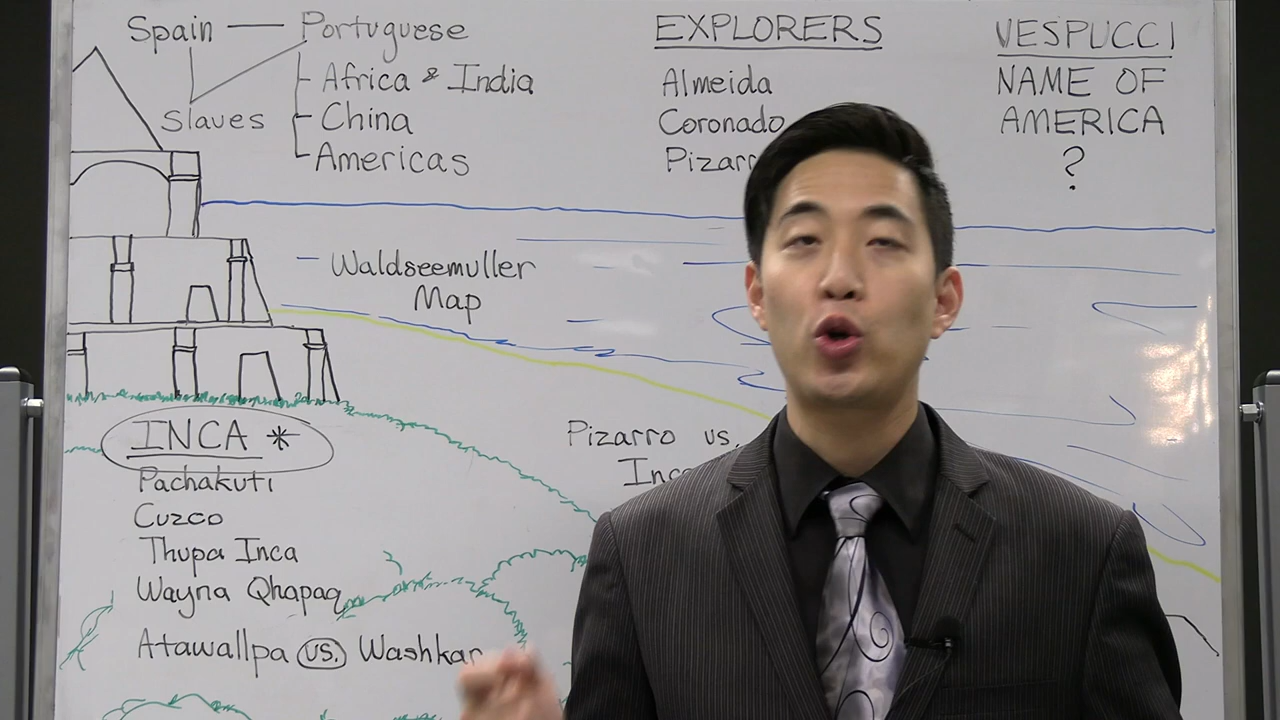 Spain — Portuguese
Slaves
Africa & India
China
Americas
EXPLORERS
Almeida
Coronado
VESPUCCI
NAME OF
AMERICA
?
– Waldseemuller
Map
INCA *
Pachakuti
Cuzco
Thupa Inca
Wayna Qhapaq
Atawallpa vs. Washkar
Pizarro vs.